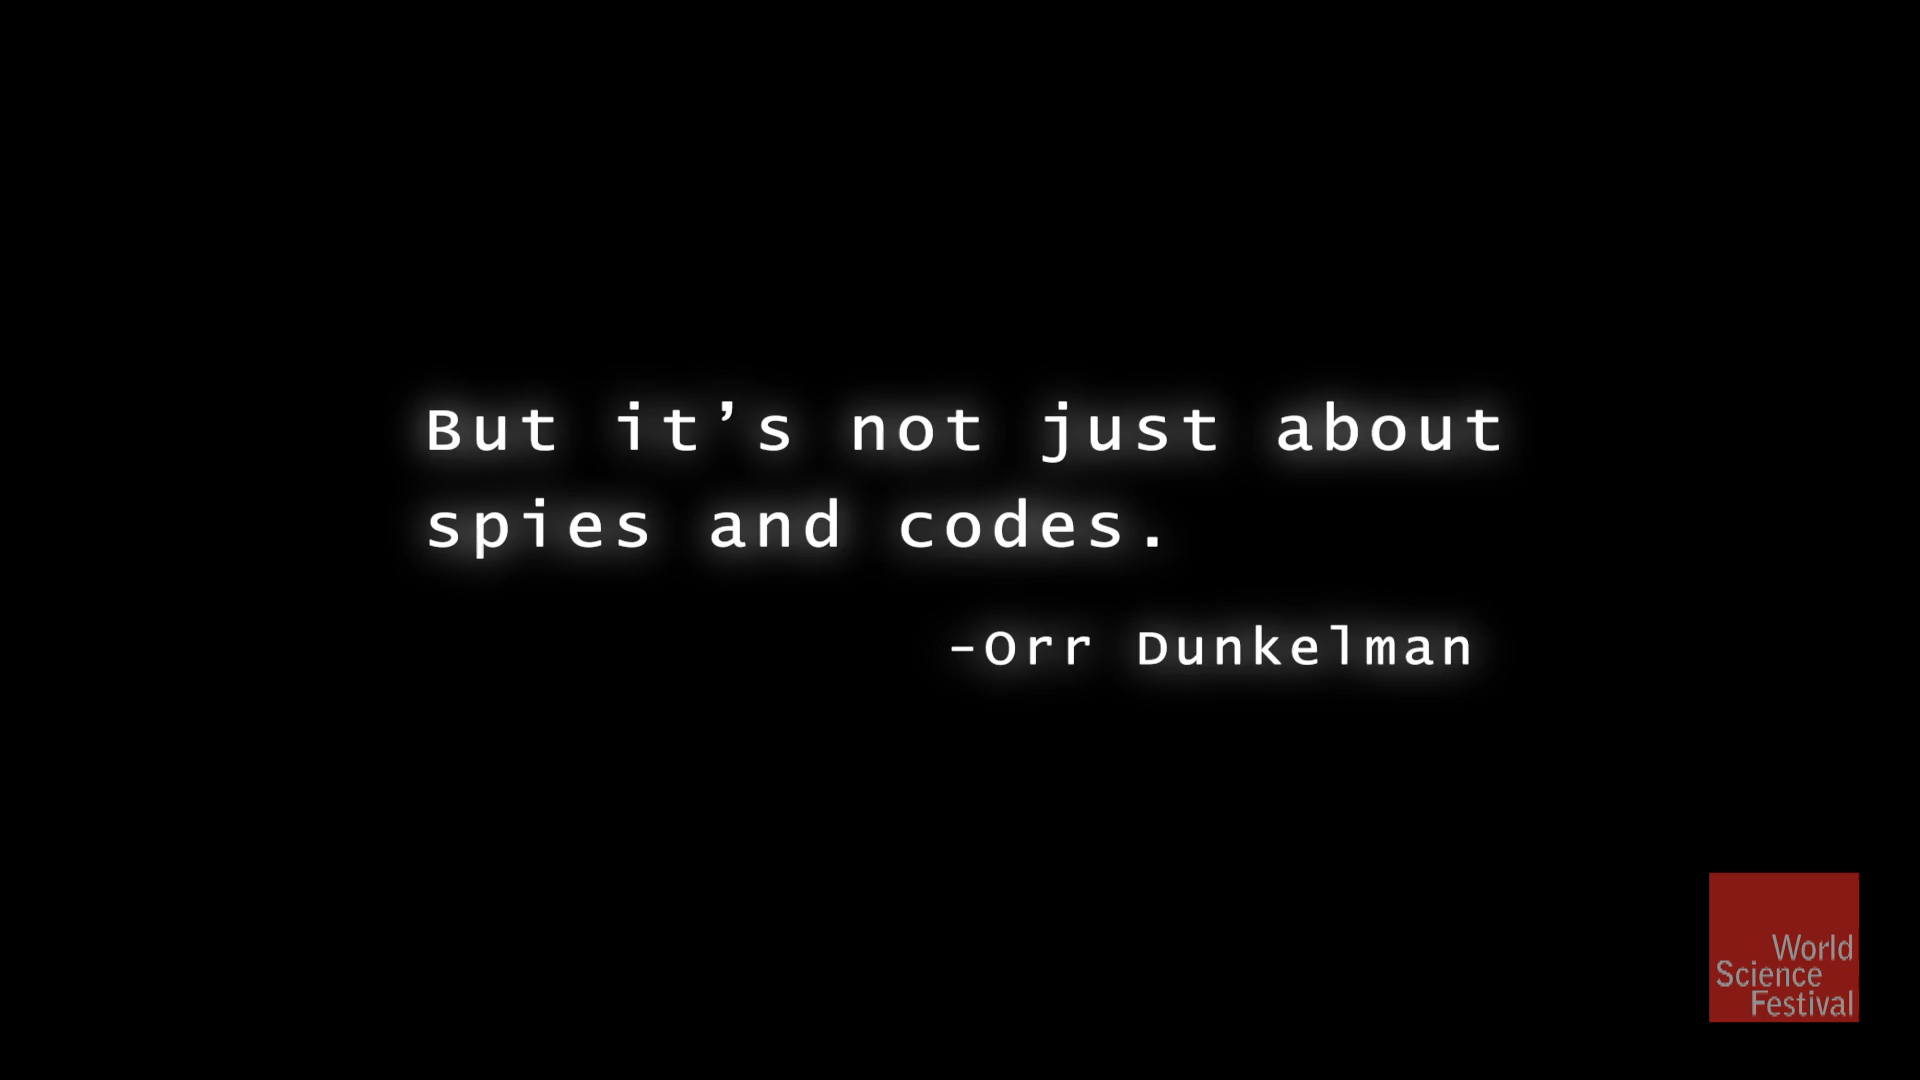 But it’s not just about
spies and codes.
–Orr Dunkelman
World
Science
Festival